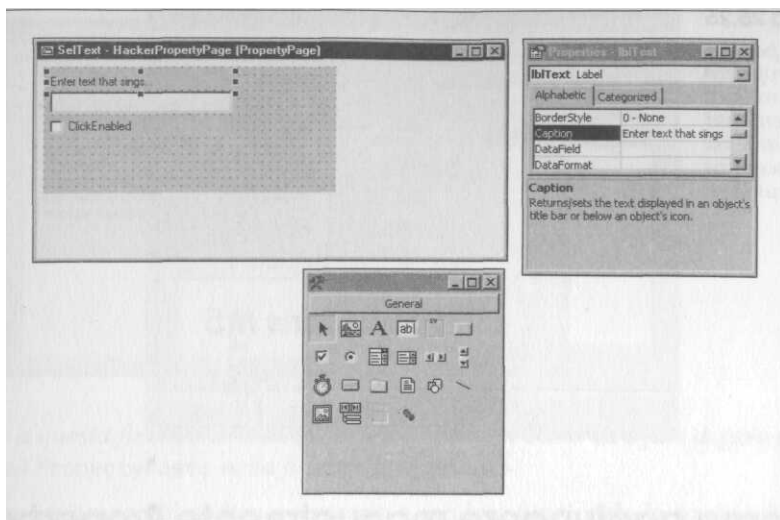 SelText - HackerPropertyPage (PropertyPage)
Enter text that sings
ClickEnabled
Properties - lblText
lblText Label
Alphabetic Categorized
BorderStyle 0 - None
Caption Enter text that sings
DataField
DataFormat
Caption
Returns/sets the text displayed in an object's
title bar or below an object's icon.
General
A
ab